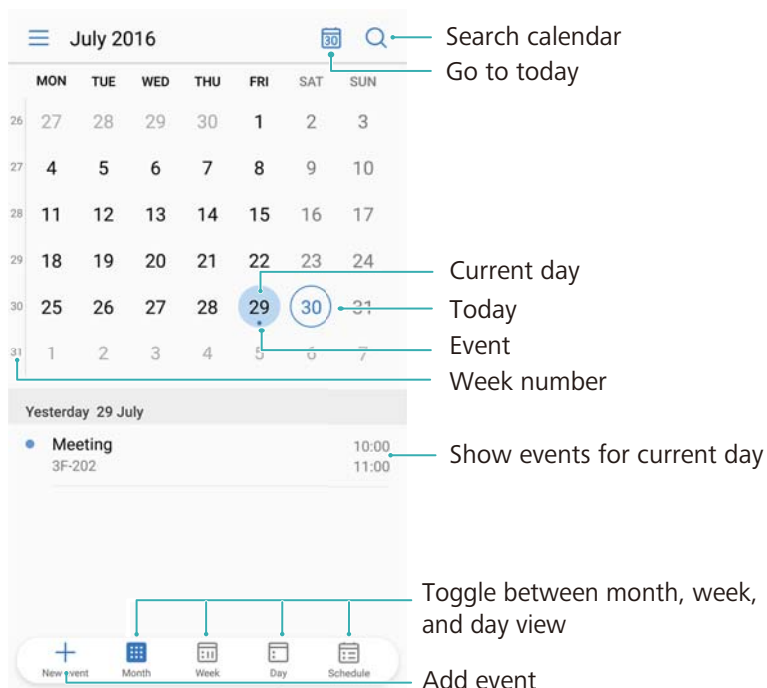 July 2016
30
Search calendar
Go to today
MON TUE WED THU FRI SAT SUN
26 27 28 29 30 1 2 3
27 4 5 6 7 8 9 10
28 11 12 13 14 15 16 17
29 18 19 20 21 22 23 24
Current day
30 25 26 27 28 29 30 31
Today
Event
31 1 2 3 4 5 6 7
Week number
Yesterday 29 July
Meeting 10:00
3F-202 11:00
Show events for current day
Toggle between month, week,
and day view
New event Month Week Day Schedule
Add event